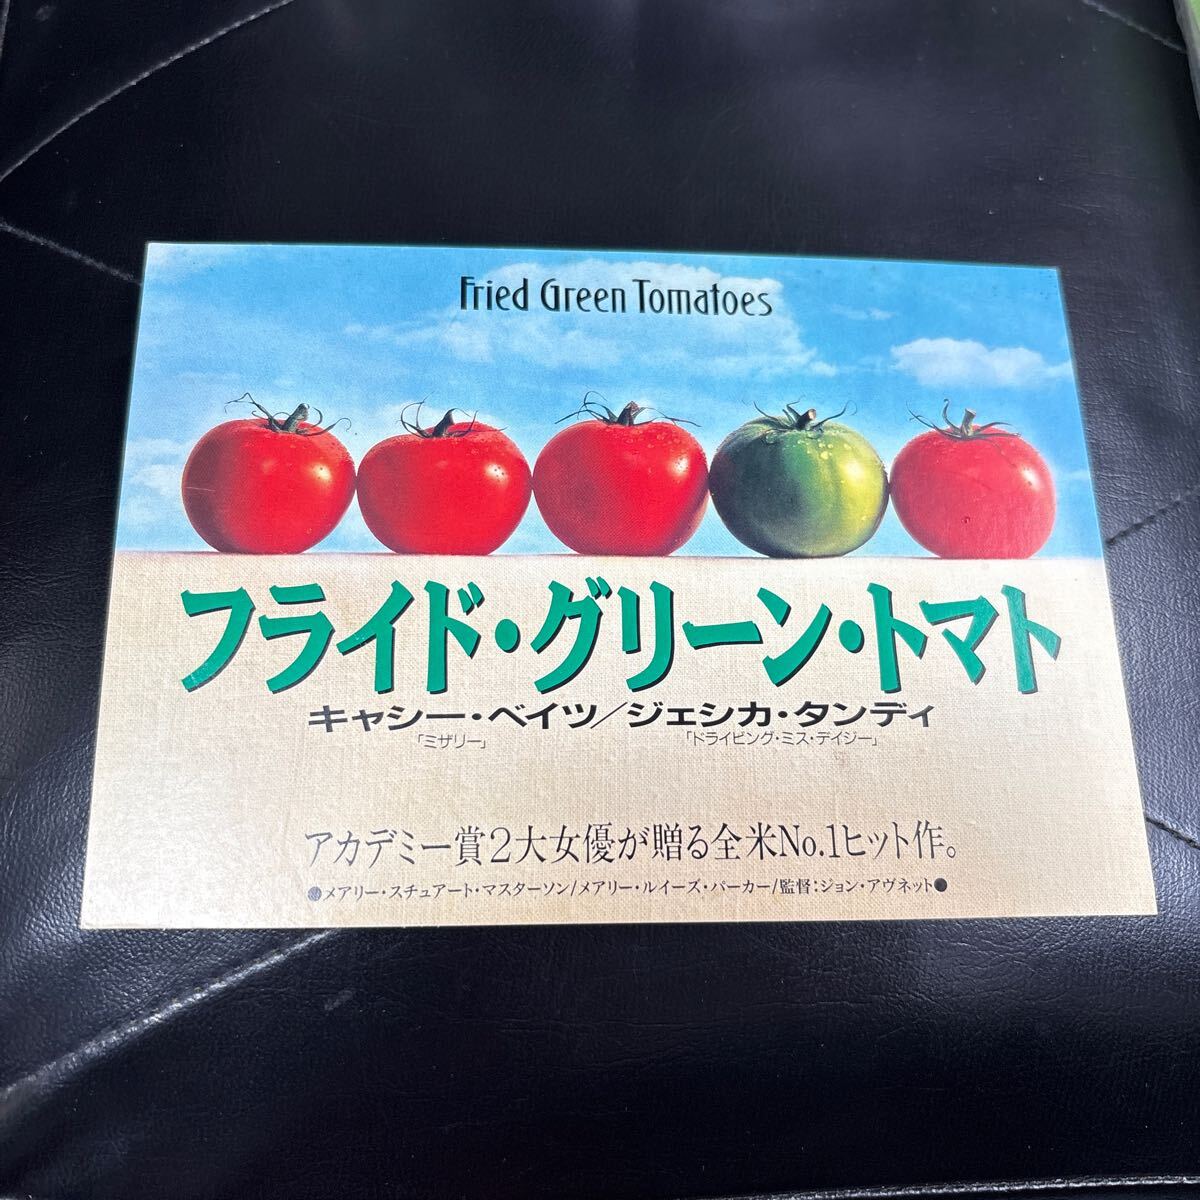 Fried Green Tomatoes
フライド・グリーン・トマト
キャシー・ベイツ/ジェシカ・タンディ
「ミザリー」 「ドライビング・ミス・デイジー」
アカデミー賞2大女優が贈る全米No.1ヒット作。
●メアリー・スチュアート・マスターソン/メアリー・ルイーズ・パーカー/監督:ジョン・アヴネット●